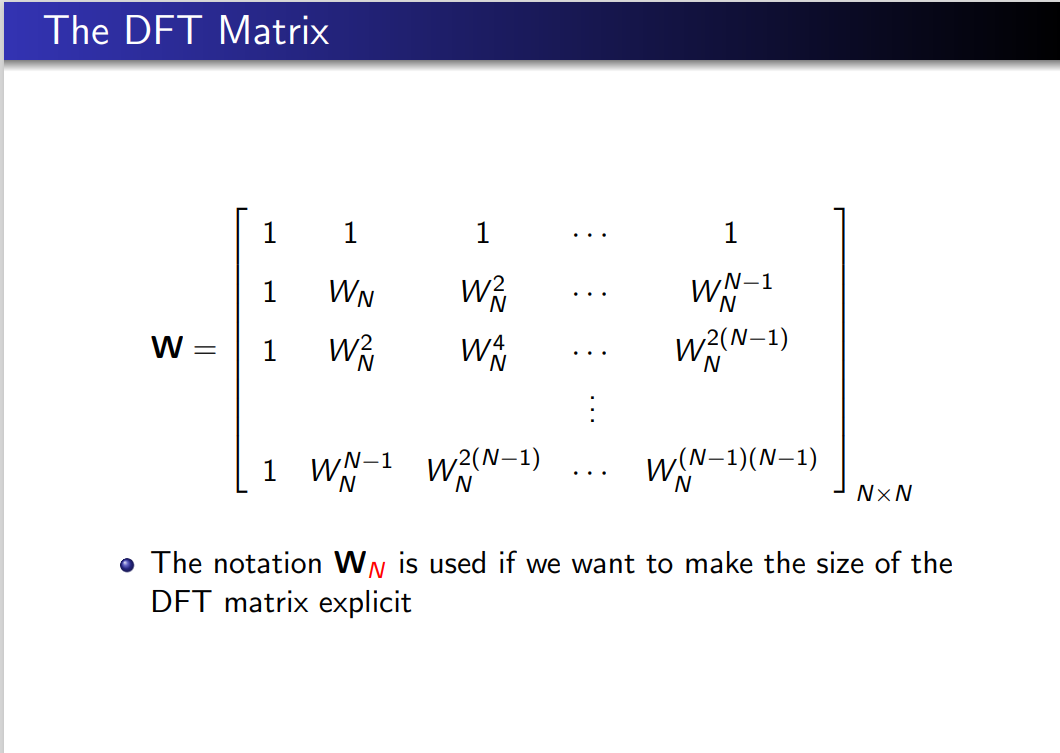 The DFT Matrix
1 1 1 ⋯ 1
1 W_N W_N^2 ⋯ W_N^{N−1}
W = 1 W_N^2 W_N^4 ⋯ W_N^{2(N−1)}
⋮
1 W_N^{N−1} W_N^{2(N−1)} ⋯ W_N^{(N−1)(N−1)}
N×N
The notation W_N is used if we want to make the size of the
DFT matrix explicit